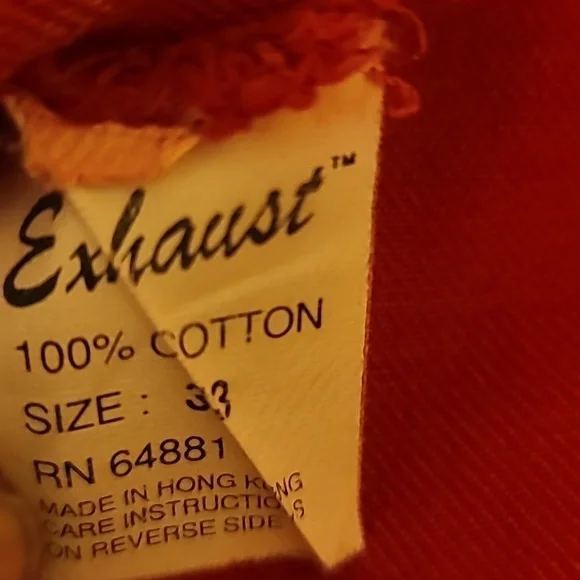 Exhaust™
100% COTTON
SIZE : 33
RN 64881
MADE IN HONG KONG
CARE INSTRUCTIONS
ON REVERSE SIDE